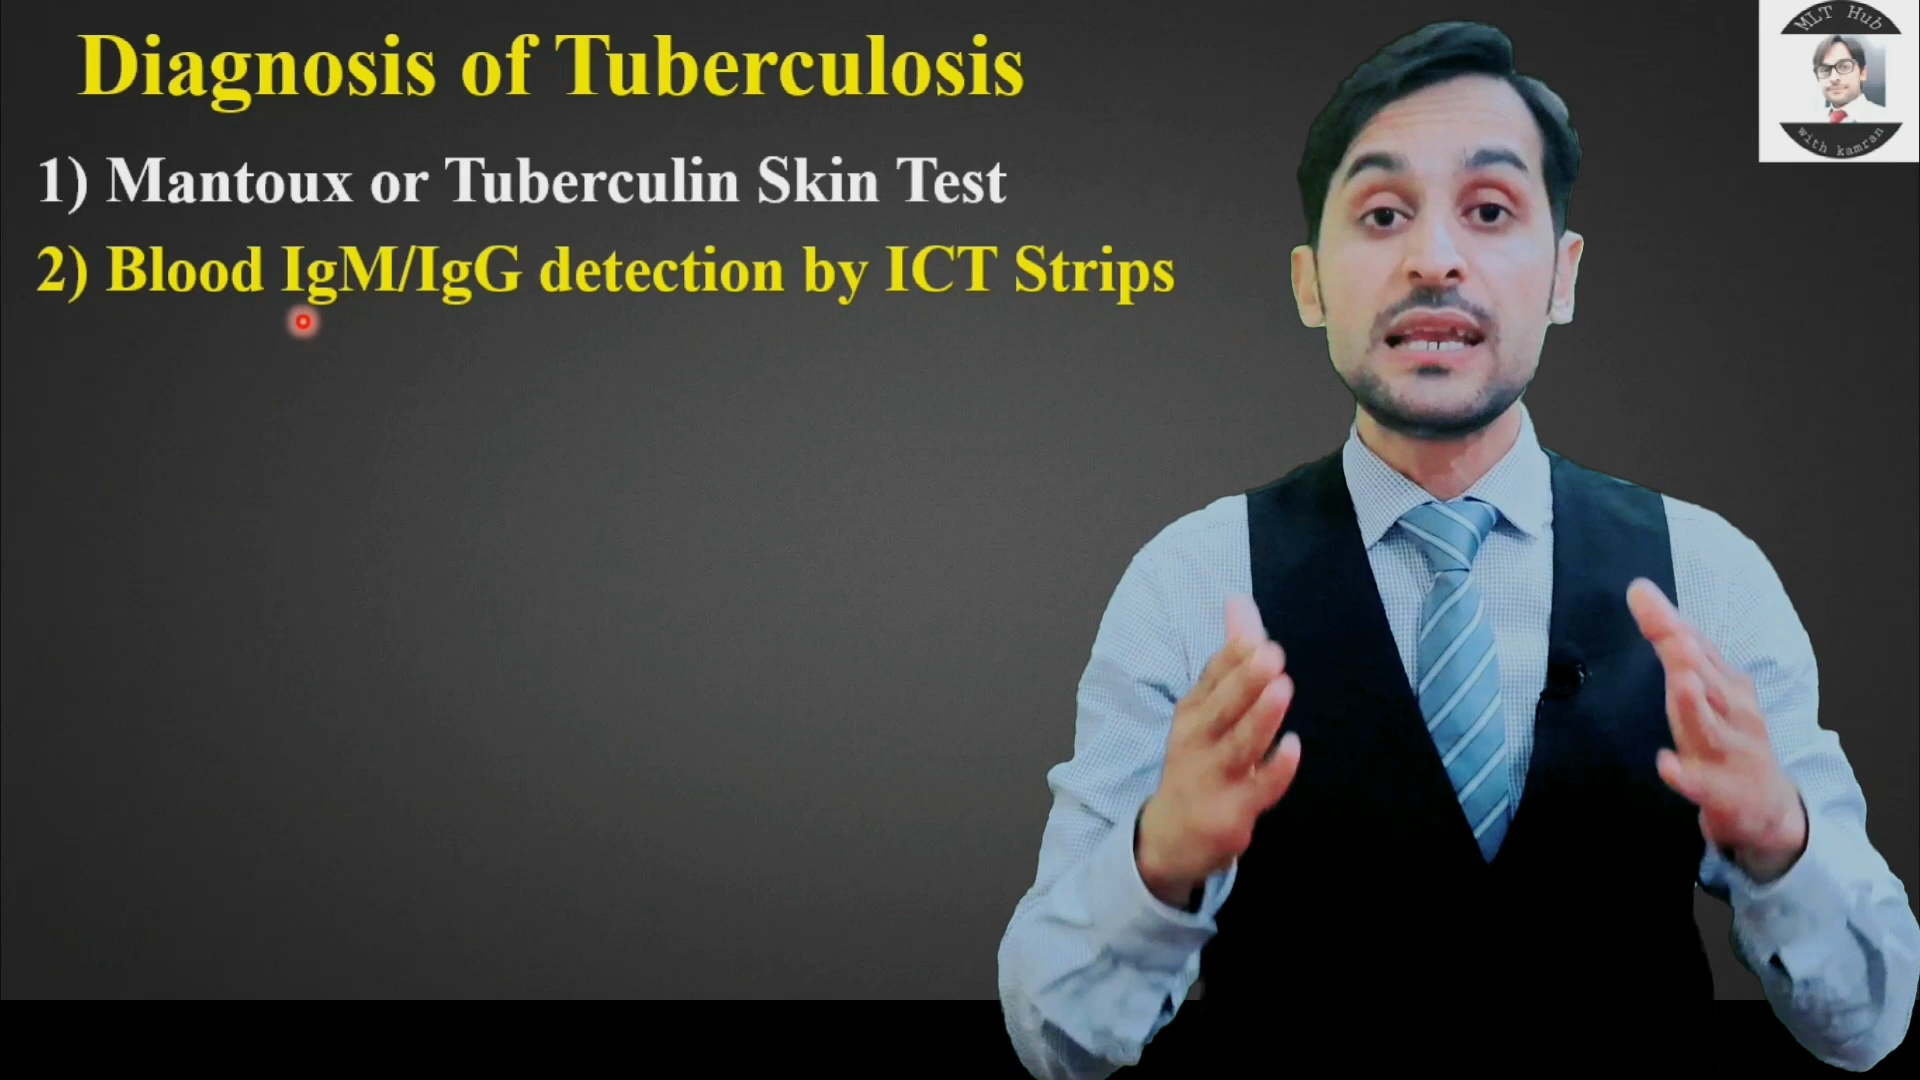 Diagnosis of Tuberculosis
1) Mantoux or Tuberculin Skin Test
2) Blood IgM/IgG detection by ICT Strips
MLT Hub
with kamran